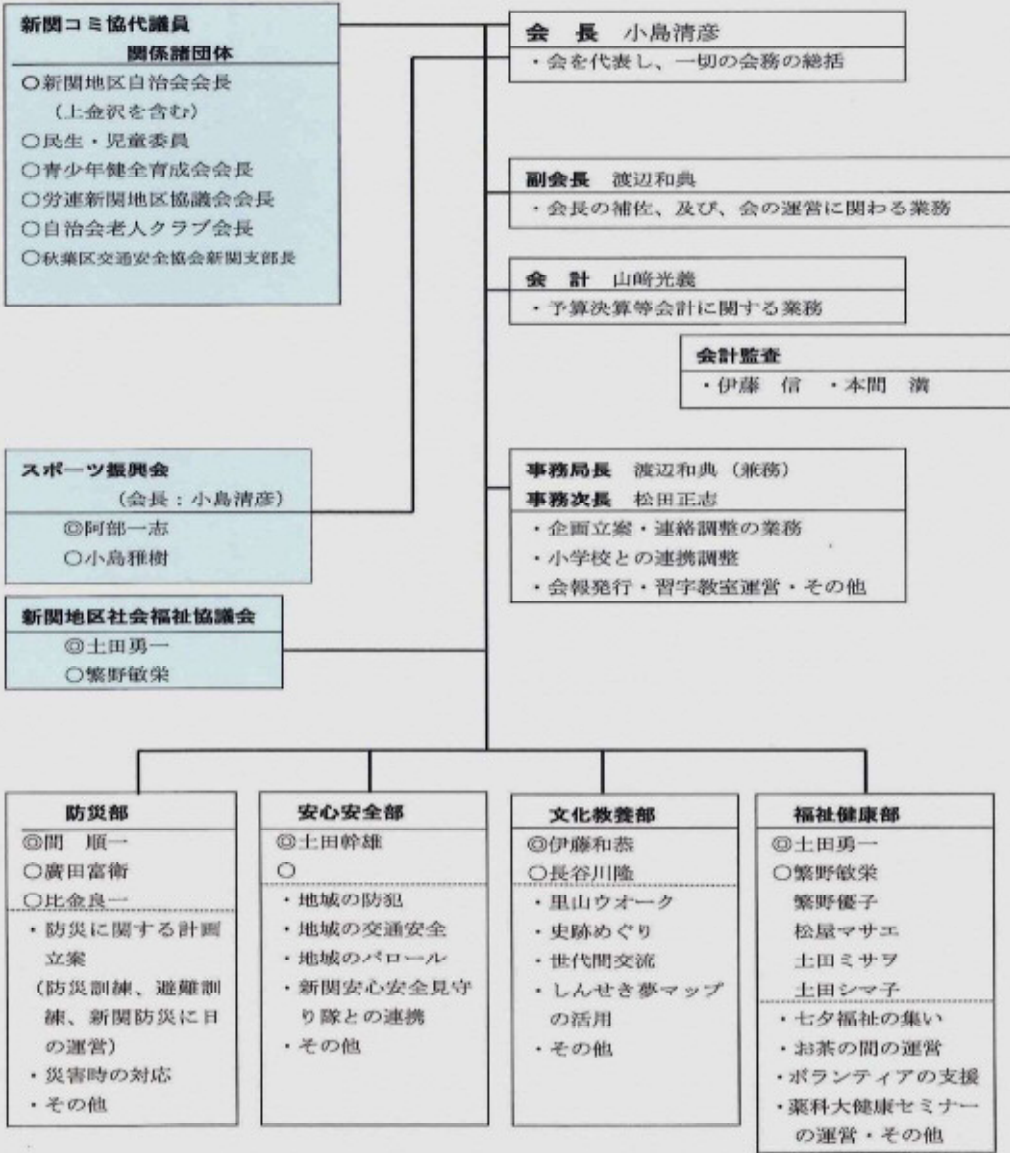 新関コミ協代議員
関係諸団体
○新関地区自治会会長
(上金沢を含む)
○民生・児童委員
○青少年健全育成会会長
○労連新関地区協議会会長
○自治会老人クラブ会長
○秋葉区交通安全協会新関支部長
会　長　小島清彦
・会を代表し、一切の会務の総括
副会長　渡辺和典
・会長の補佐、及び、会の運営に関わる業務
会　計　山﨑光義
・予算決算等会計に関する業務
会計監査
・伊藤　信　・本間　満
スポーツ振興会
(会長：小島清彦)
◎阿部一志
○小島雅樹
新関地区社会福祉協議会
◎土田勇一
○繁野敏栄
事務局長　渡辺和典（兼務）
事務次長　松田正志
・企画立案・連絡調整の業務
・小学校との連携調整
・会報発行・習字教室運営・その他
防災部
◎間　順一
○廣田富衛
○比金良一
・防災に関する計画
立案
(防災訓練、避難訓
練、新関防災に日
の運営)
・災害時の対応
・その他
安心安全部
◎土田幹雄
○
・地域の防犯
・地域の交通安全
・地域のパロール
・新関安心安全見守
り隊との連携
・その他
文化教養部
◎伊藤和恭
○長谷川隆
・里山ウオーク
・史跡めぐり
・世代間交流
・しんせき夢マップ
の活用
・その他
福祉健康部
◎土田勇一
○繁野敏栄
繁野優子
松屋マサエ
土田ミサヲ
土田シマ子
・七夕福祉の集い
・お茶の間の運営
・ボランティアの支援
・薬科大健康セミナー
の運営・その他